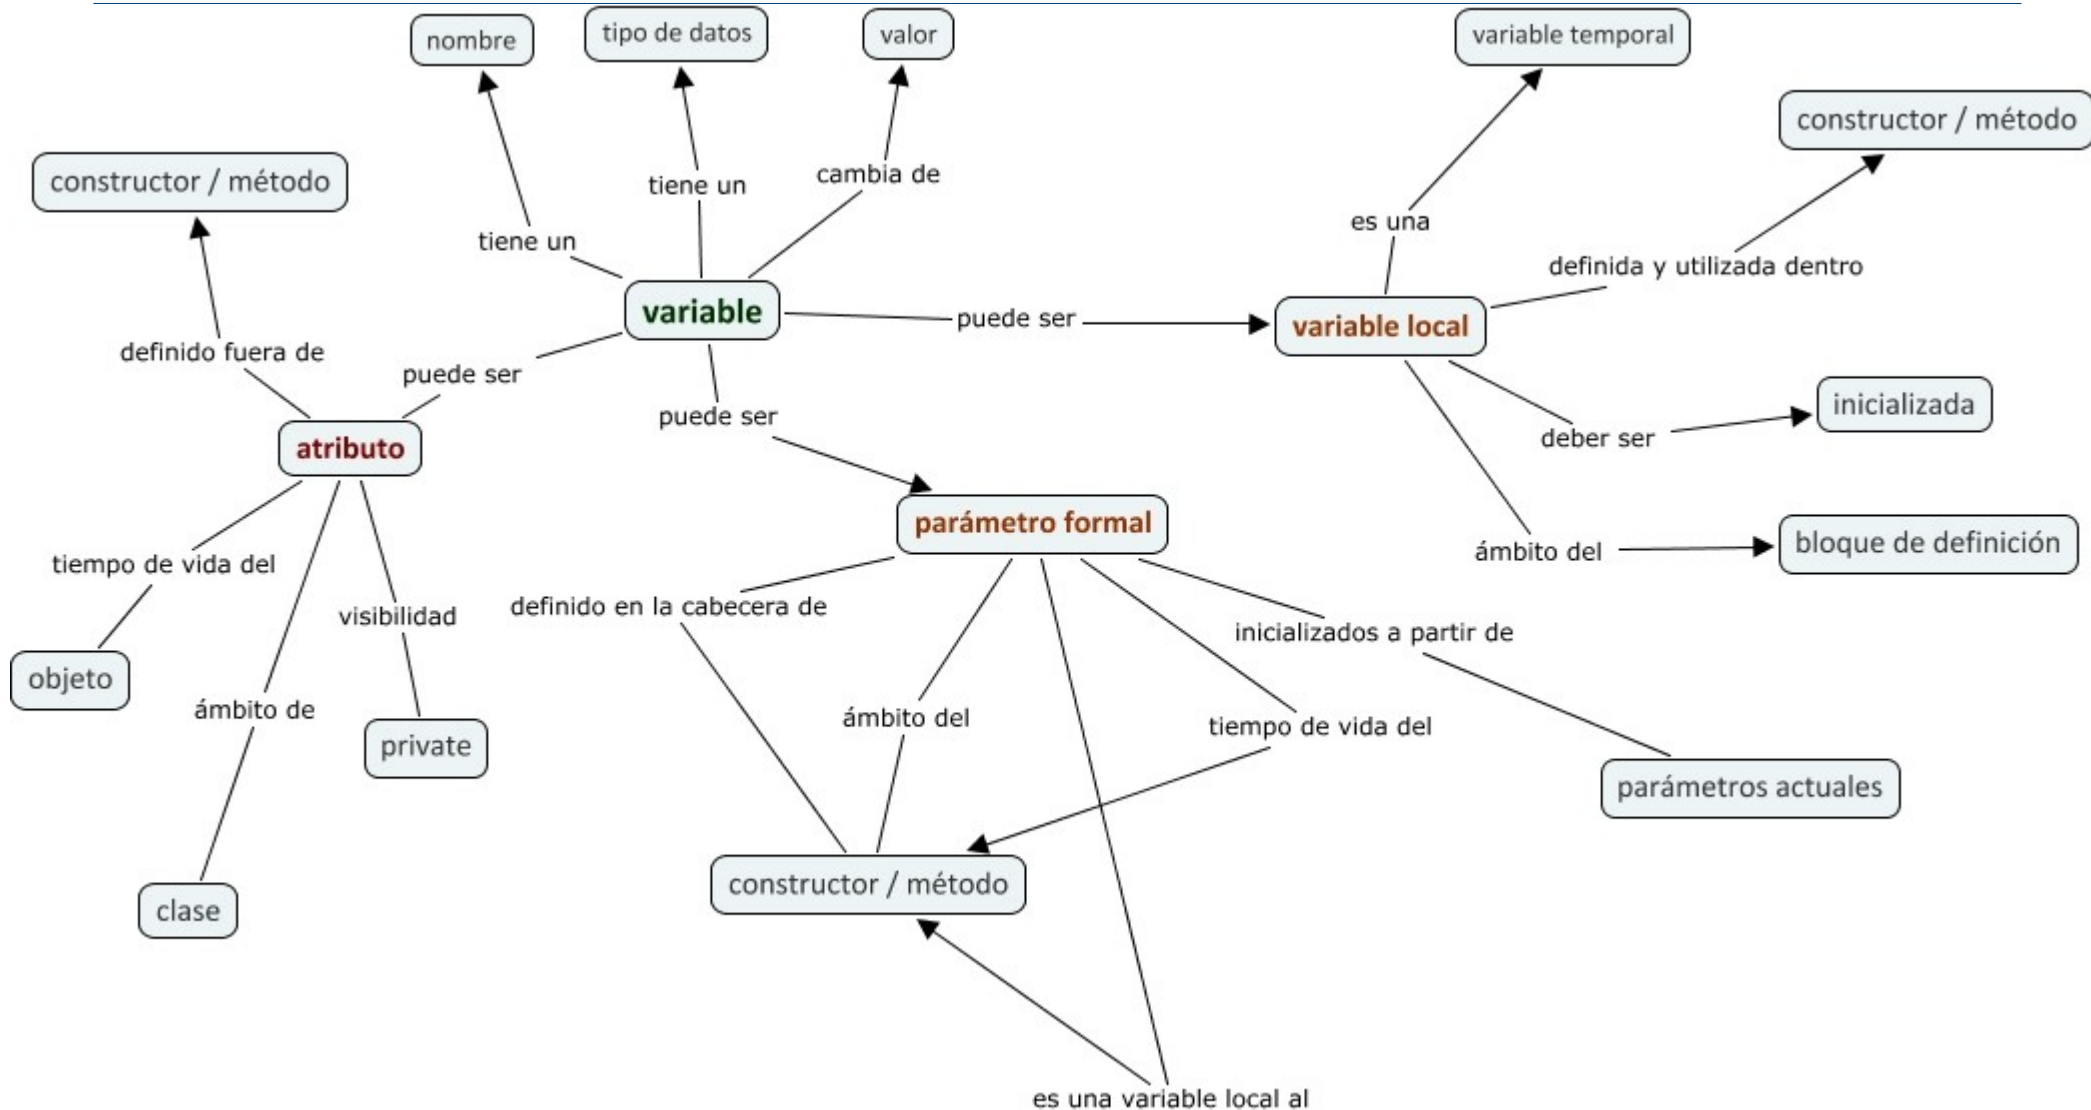 nombre
tipo de datos
valor
variable temporal
constructor / método
constructor / método
tiene un
cambia de
es una
tiene un
definida y utilizada dentro
variable
puede ser
variable local
definido fuera de
puede ser
puede ser
inicializada
deber ser
atributo
parámetro formal
ámbito del
bloque de definición
tiempo de vida del
visibilidad
definido en la cabecera de
inicializados a partir de
objeto
ámbito de
ámbito del
tiempo de vida del
private
parámetros actuales
constructor / método
clase
es una variable local al